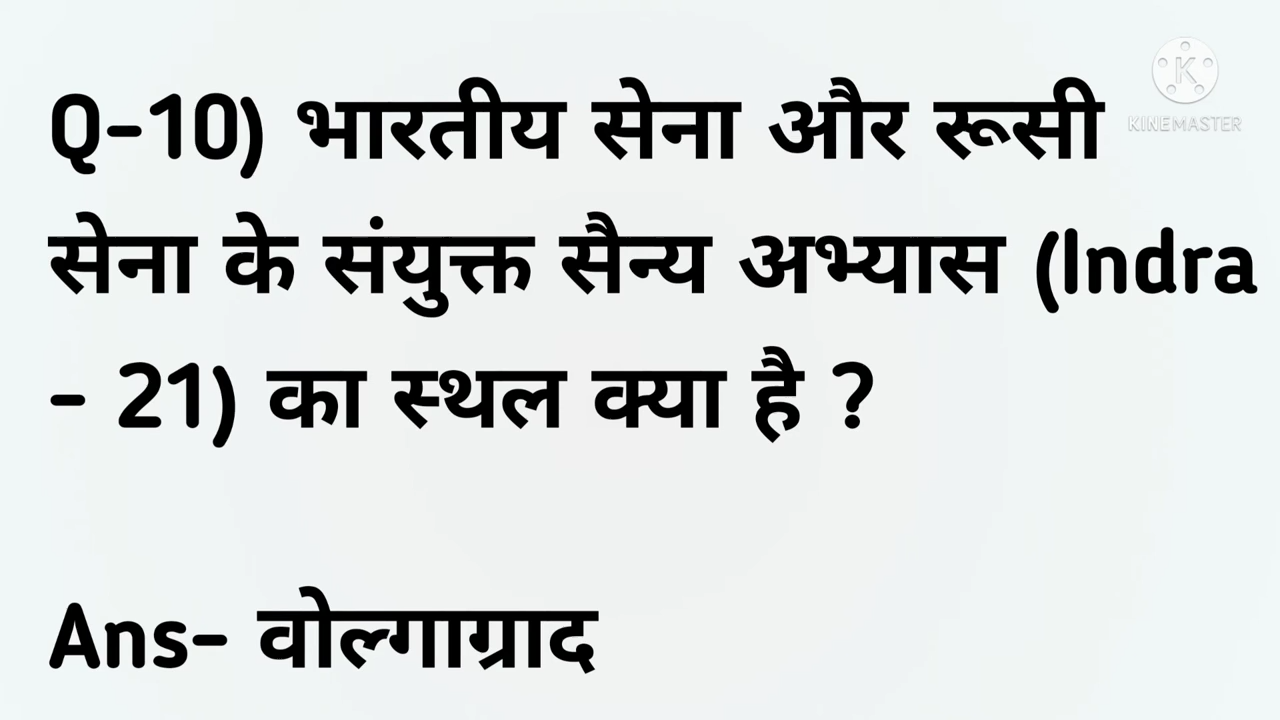 Q-10) भारतीय सेना और रूसी
सेना के संयुक्त सैन्य अभ्यास (Indra
- 21) का स्थल क्या है ?
Ans- वोल्गाग्राद
K
KINEMASTER